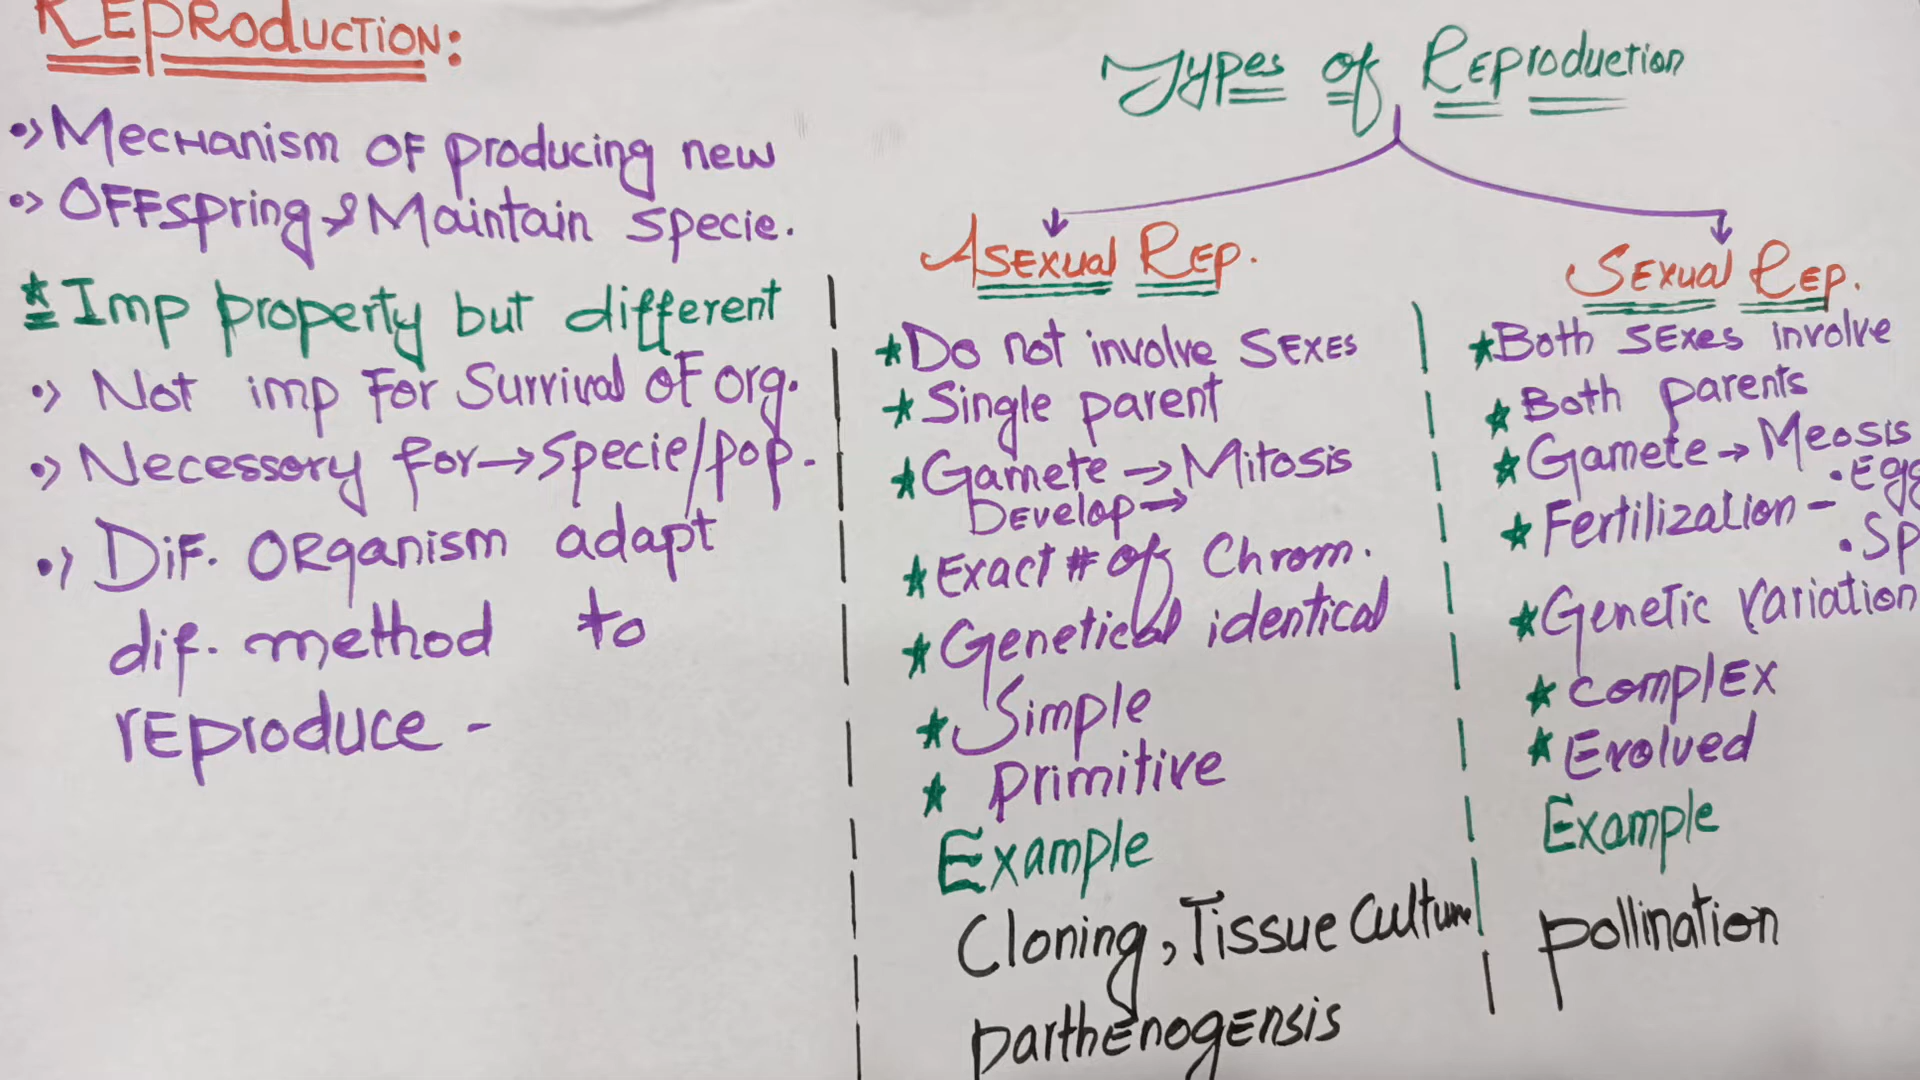 REPRODUCTION:
Mechanism of producing new
Offspring & Maintain specie.
Imp property but different
Not imp for Survival of org.
Necessory for → specie/pop.
Dif. Organism adapt
dif. method to
reproduce -
Types of Reproduction
Asexual Rep.
Do not involve sexes
Single parent
Gamete → Mitosis
Develop →
Exact # of Chrom.
Genetical identical
Simple
Primitive
Example
Cloning, Tissue Culture
parthenogensis
Sexual Rep.
Both sexes involve
Both parents
Gamete → Meosis
Fertilization -
Genetic variation
complex
Evolved
Example
pollination